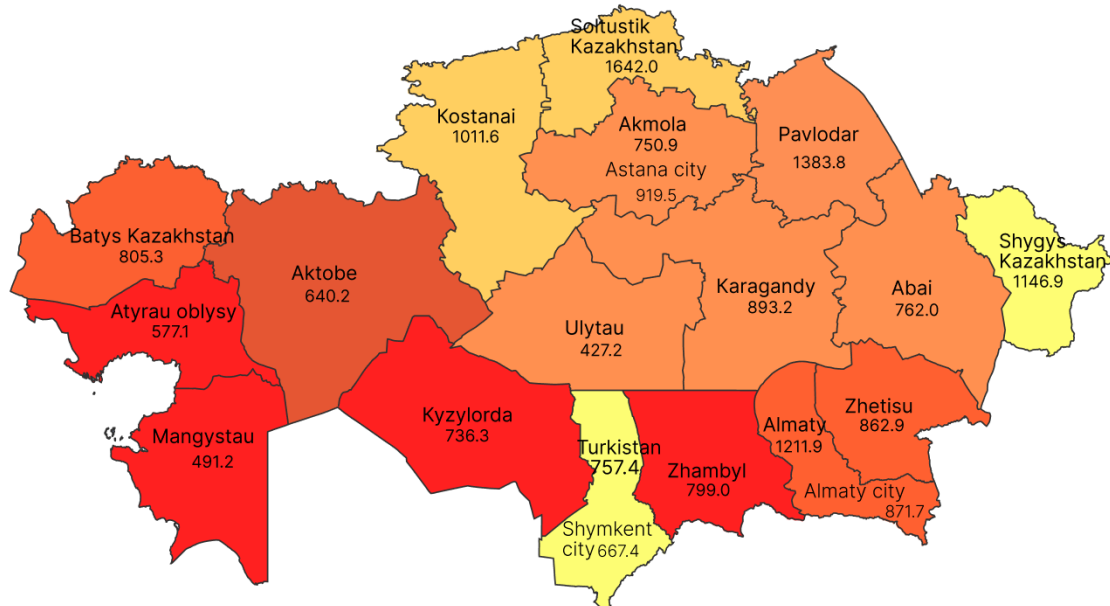 Soltustik
Kazakhstan
1642.0
Kostanai
1011.6
Akmola
750.9
Astana city
919.5
Pavlodar
1383.8
Batys Kazakhstan
805.3
Aktobe
640.2
Shygys
Kazakhstan
1146.9
Karagandy
893.2
Abai
762.0
Atyrau oblysy
577.1
Ulytau
427.2
Mangystau
491.2
Kyzylorda
736.3
Turkistan
757.4
Zhambyl
799.0
Almaty
1211.9
Zhetisu
862.9
Almaty city
871.7
Shymkent
city 667.4